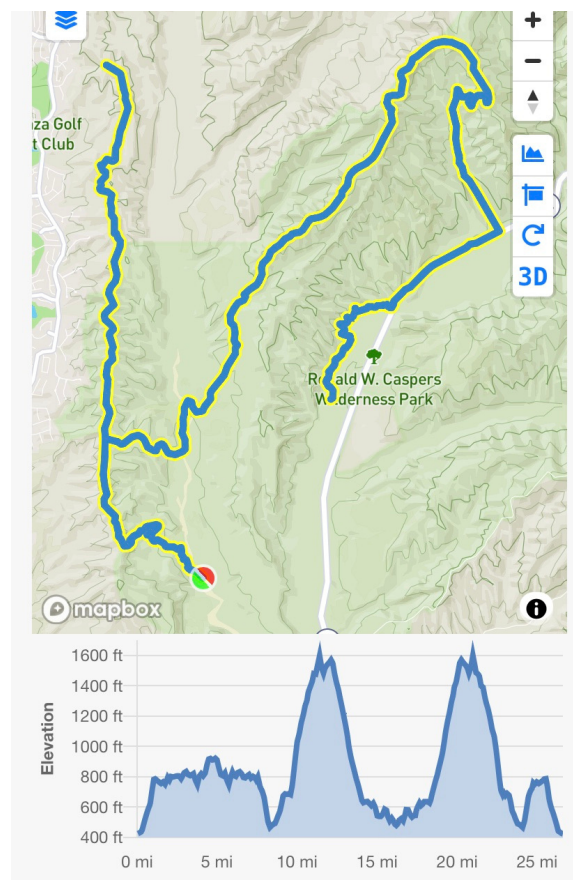 nza Golf
t Club
3D
Ronald W. Caspers
Wilderness Park
mapbox
Elevation
1600 ft
1400 ft
1200 ft
1000 ft
800 ft
600 ft
400 ft
0 mi
5 mi
10 mi
15 mi
20 mi
25 mi